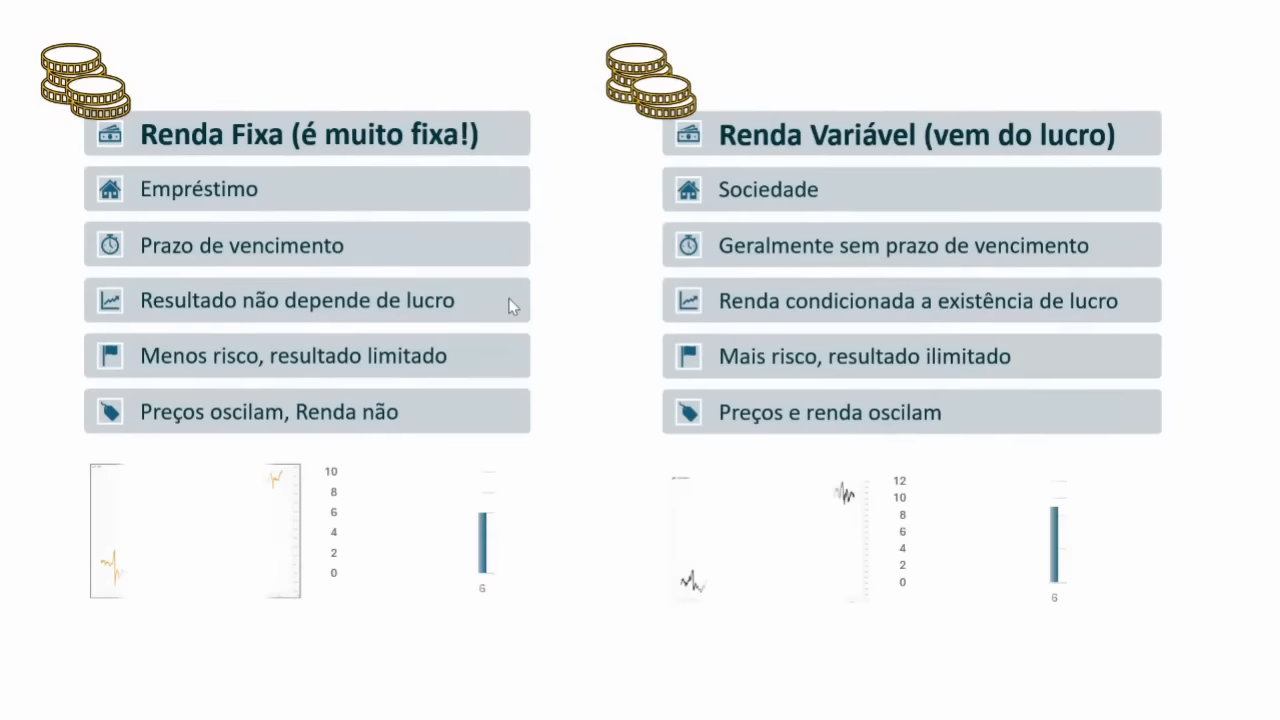 Renda Fixa (é muito fixa!)
Empréstimo
Prazo de vencimento
Resultado não depende de lucro
Menos risco, resultado limitado
Preços oscilam, Renda não
10
8
6
4
2
0
6
Renda Variável (vem do lucro)
Sociedade
Geralmente sem prazo de vencimento
Renda condicionada a existência de lucro
Mais risco, resultado ilimitado
Preços e renda oscilam
12
10
8
6
4
2
0
6